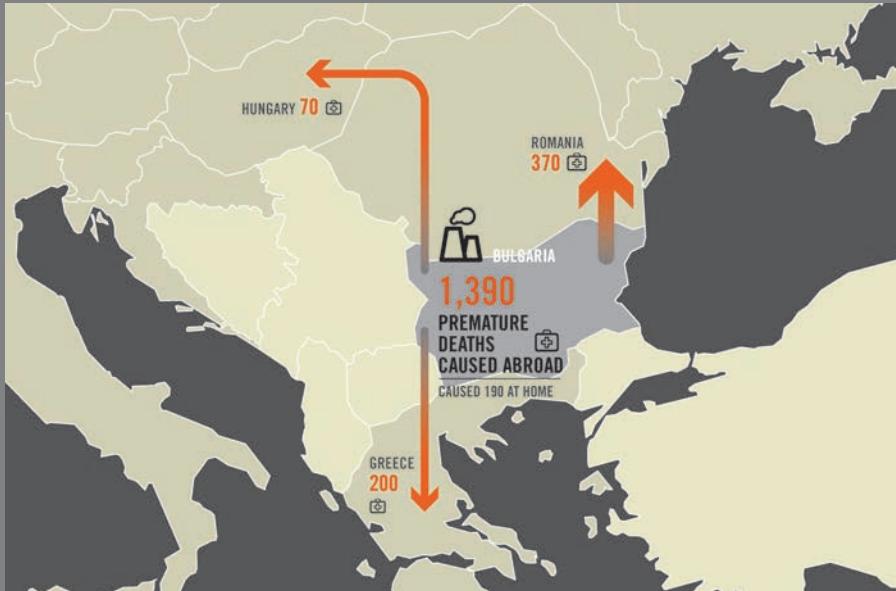 HUNGARY 70
ROMANIA
370
BULGARIA
1,390
PREMATURE
DEATHS
CAUSED ABROAD
CAUSED 190 AT HOME
GREECE
200